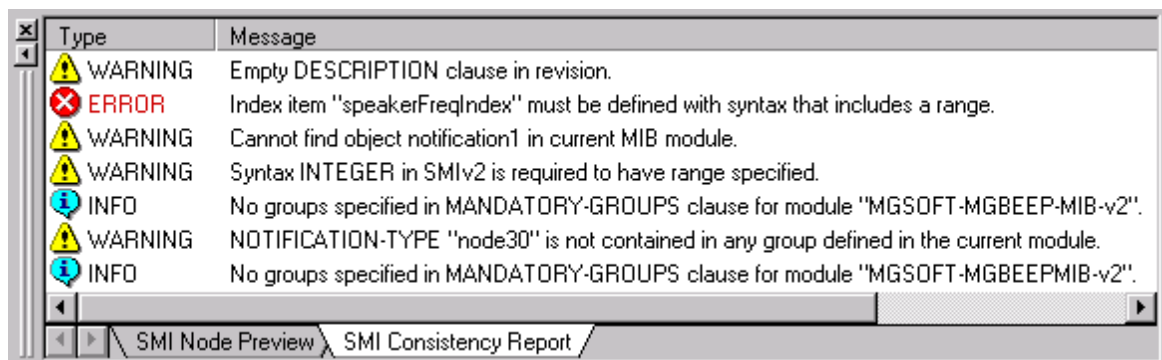 Type Message
WARNING Empty DESCRIPTION clause in revision.
ERROR Index item "speakerFreqIndex" must be defined with syntax that includes a range.
WARNING Cannot find object notification1 in current MIB module.
WARNING Syntax INTEGER in SMIv2 is required to have range specified.
INFO No groups specified in MANDATORY-GROUPS clause for module "MGSOFT-MGBEEP-MIB-v2".
WARNING NOTIFICATION-TYPE "node30" is not contained in any group defined in the current module.
INFO No groups specified in MANDATORY-GROUPS clause for module "MGSOFT-MGBEEPMIB-v2".
SMI Node Preview SMI Consistency Report